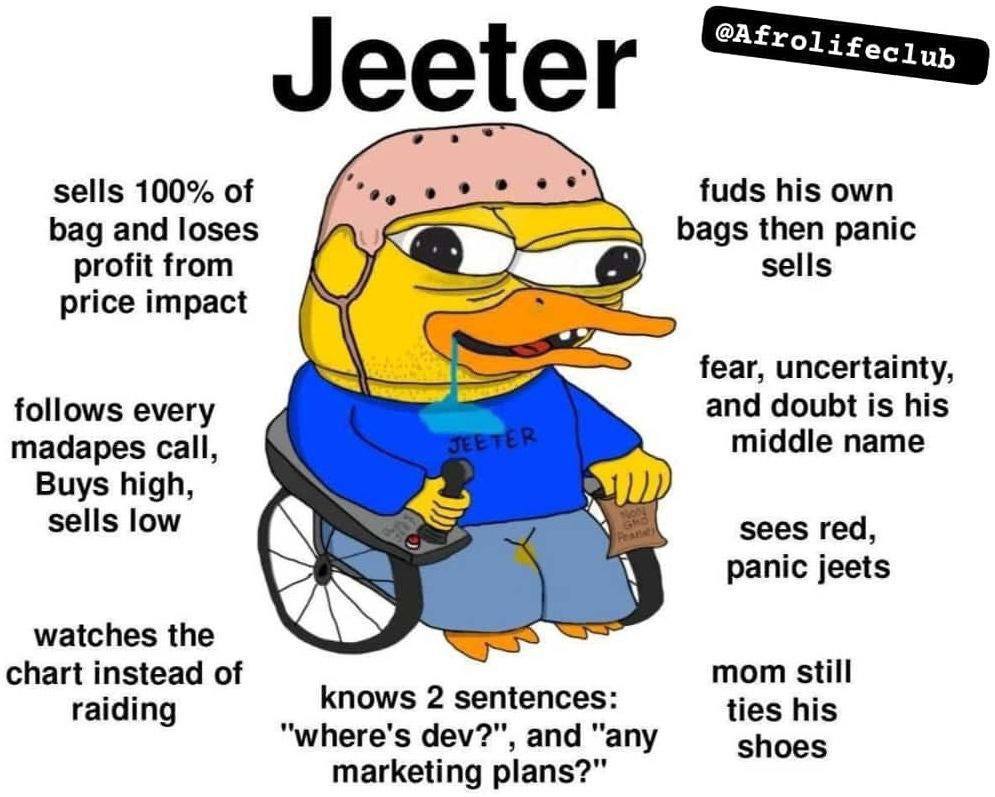 Jeeter
@Afrolifeclub
sells 100% of
bag and loses
profit from
price impact
fuds his own
bags then panic
sells
follows every
madapes call,
Buys high,
sells low
fear, uncertainty,
and doubt is his
middle name
JEETER
Non
GMO
Peanuts
sees red,
panic jeets
watches the
chart instead of
raiding
knows 2 sentences:
"where's dev?", and "any
marketing plans?"
mom still
ties his
shoes